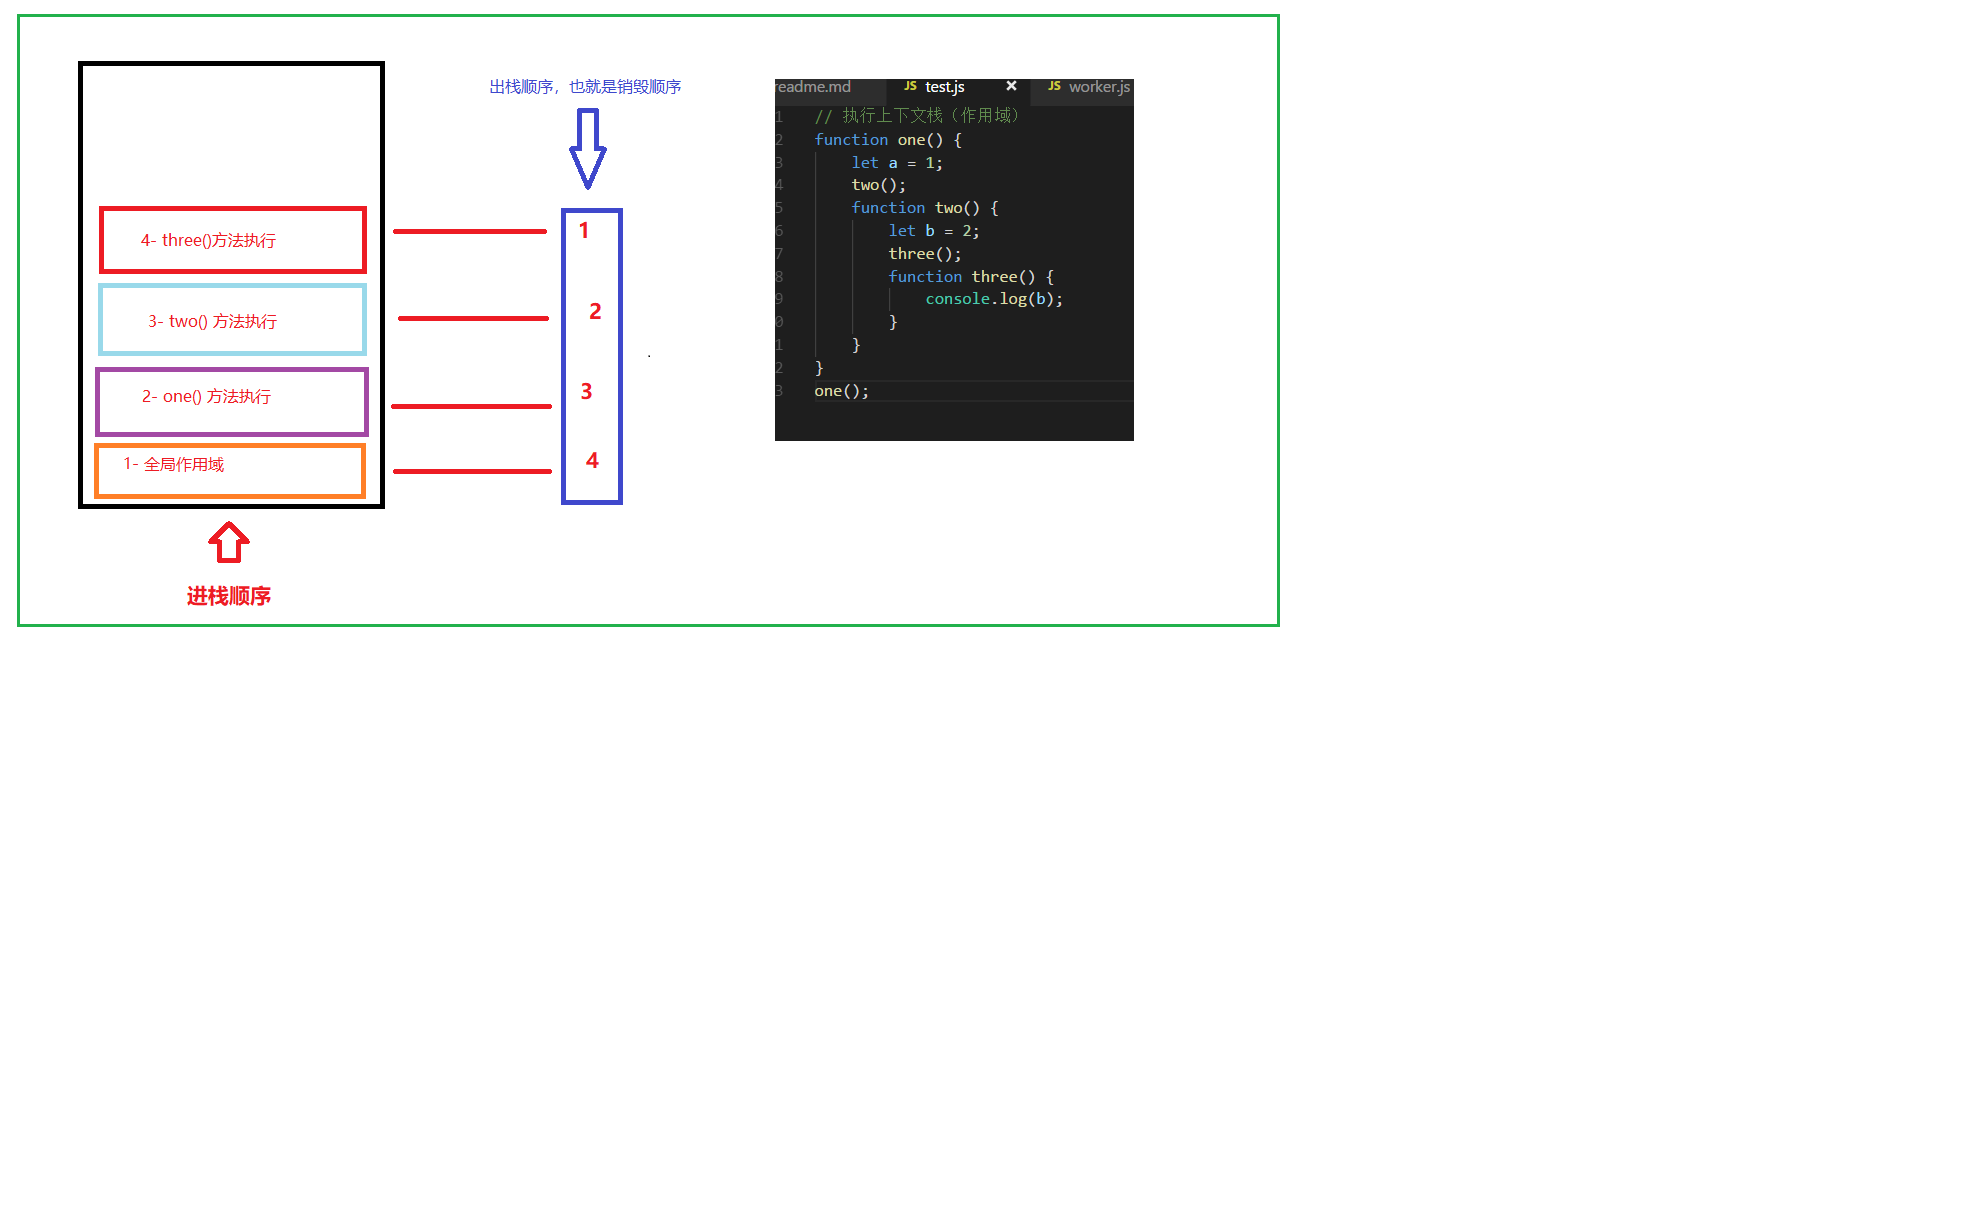 4- three()方法执行
3- two() 方法执行
2- one() 方法执行
1- 全局作用域
进栈顺序
出栈顺序，也就是销毁顺序
1
2
3
4
readme.md JS test.js × JS worker.js
1 // 执行上下文栈（作用域）
2 function one() {
3 let a = 1;
4 two();
5 function two() {
6 let b = 2;
7 three();
8 function three() {
9 console.log(b);
0 }
1 }
2 }
3 one();